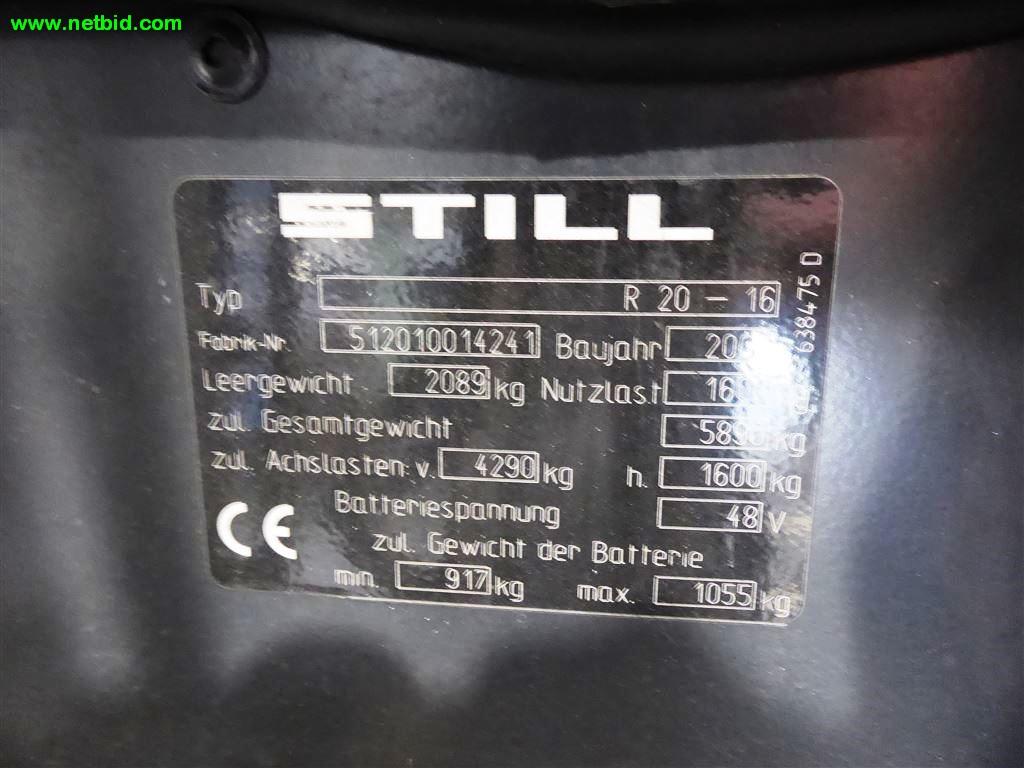 www.netbid.com
STILL
Typ R 20 - 16
Fabrik-Nr. 512010014241 Baujahr
Leergewicht 2089 kg Nutzlast
zul. Gesamtgewicht kg
zul. Achslasten: v. 4290 kg h. 1600 kg
Batteriespannung 48 V
zul. Gewicht der Batterie
min. 917 kg max. 1055 kg
638475 D